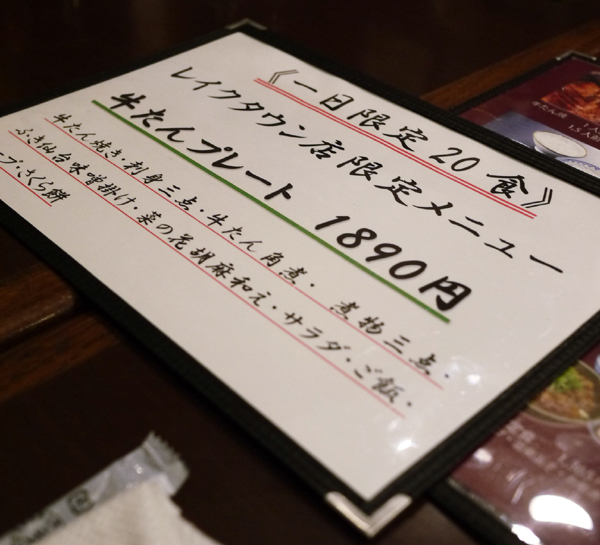 《一日限定20食》
レイクタウン店限定メニュー
牛たんプレート 1890円
牛たん焼き・刺身三点・牛たん角煮・煮物三点・
ふき仙台味噌掛け・菜の花胡麻和え・サラダ・ご飯・
プ・さくら餅